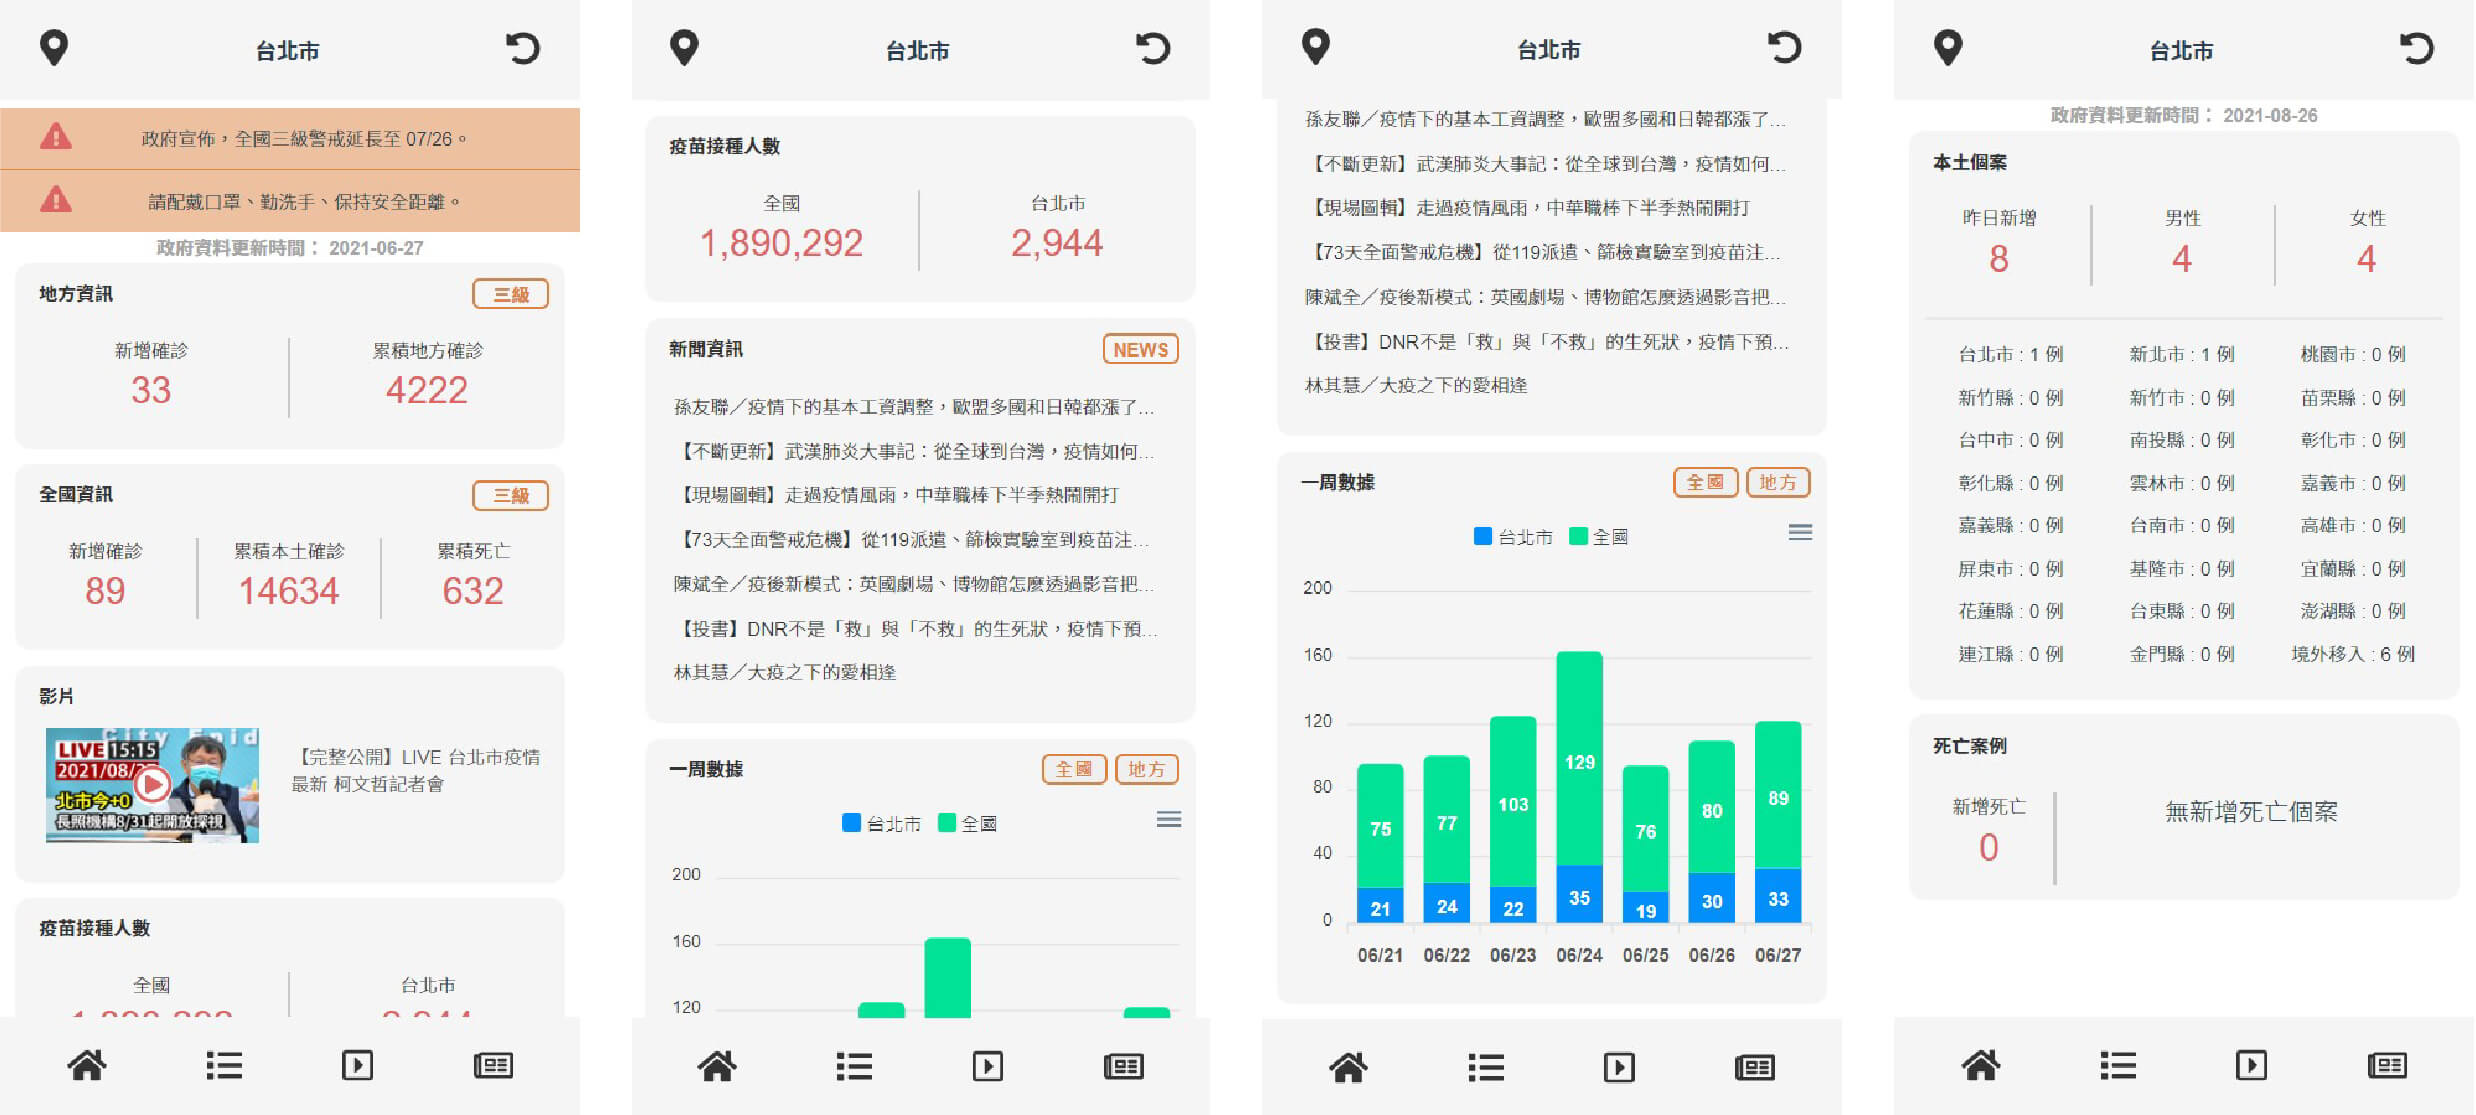 台北市
政府宣佈，全國三級警戒延長至 07/26。
請配戴口罩、勤洗手、保持安全距離。
政府資料更新時間： 2021-06-27
地方資訊
三級
新增確診
累積地方確診
33
4222
全國資訊
三級
新增確診
累積本土確診
累積死亡
89
14634
632
影片
LIVE 15:15
2021/08/
北市今+0
長照機構8/31起開放探視
【完整公開】LIVE 台北市疫情
最新 柯文哲記者會
疫苗接種人數
全國
台北市
台北市
疫苗接種人數
全國
台北市
1,890,292
2,944
新聞資訊
NEWS
孫友聯／疫情下的基本工資調整，歐盟多國和日韓都漲了...
【不斷更新】武漢肺炎大事記：從全球到台灣，疫情如何...
【現場圖輯】走過疫情風雨，中華職棒下半季熱鬧開打
【73天全面警戒危機】從119派遣、篩檢實驗室到疫苗注...
陳斌全／疫後新模式：英國劇場、博物館怎麼透過影音把...
【投書】DNR不是「救」與「不救」的生死狀，疫情下預...
林其慧／大疫之下的愛相逢
一周數據
全國
地方
台北市
全國
200
160
120
台北市
孫友聯／疫情下的基本工資調整，歐盟多國和日韓都漲了...
【不斷更新】武漢肺炎大事記：從全球到台灣，疫情如何...
【現場圖輯】走過疫情風雨，中華職棒下半季熱鬧開打
【73天全面警戒危機】從119派遣、篩檢實驗室到疫苗注...
陳斌全／疫後新模式：英國劇場、博物館怎麼透過影音把...
【投書】DNR不是「救」與「不救」的生死狀，疫情下預...
林其慧／大疫之下的愛相逢
一周數據
全國
地方
台北市
全國
200
160
120
80
40
0
75
77
103
129
76
80
89
21
24
22
35
19
30
33
06/21
06/22
06/23
06/24
06/25
06/26
06/27
台北市
政府資料更新時間： 2021-08-26
本土個案
昨日新增
男性
女性
8
4
4
台北市 : 1 例
新北市 : 1 例
桃園市 : 0 例
新竹縣 : 0 例
新竹市 : 0 例
苗栗縣 : 0 例
台中市 : 0 例
南投縣 : 0 例
彰化市 : 0 例
彰化縣 : 0 例
雲林市 : 0 例
嘉義市 : 0 例
嘉義縣 : 0 例
台南市 : 0 例
高雄市 : 0 例
屏東市 : 0 例
基隆市 : 0 例
宜蘭縣 : 0 例
花蓮縣 : 0 例
台東縣 : 0 例
澎湖縣 : 0 例
連江縣 : 0 例
金門縣 : 0 例
境外移入 : 6 例
死亡案例
新增死亡
0
無新增死亡個案